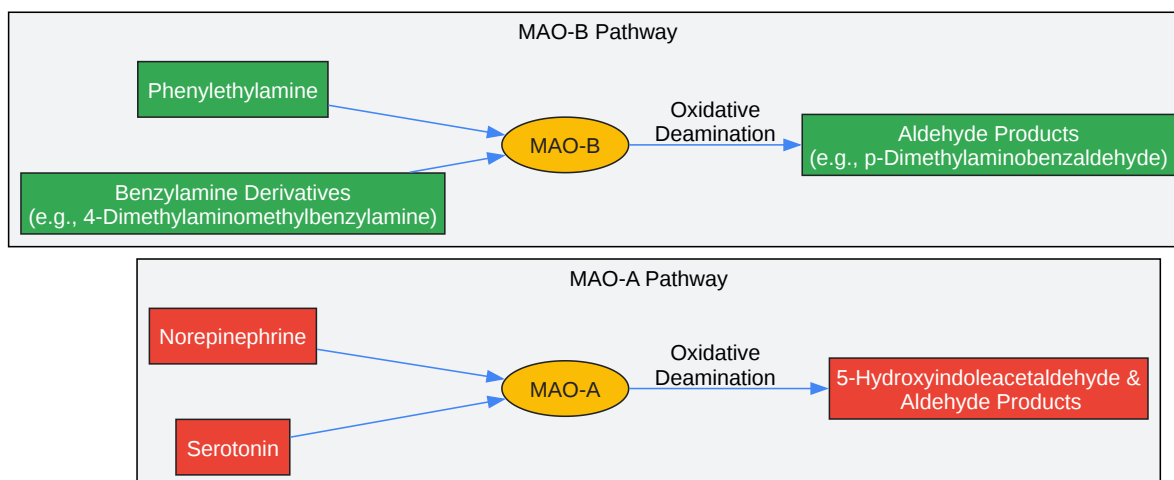 MAO-B Pathway
Phenylethylamine
Benzylamine Derivatives
(e.g., 4-Dimethylaminomethylbenzylamine)
MAO-B
Oxidative
Deamination
Aldehyde Products
(e.g., p-Dimethylaminobenzaldehyde)
MAO-A Pathway
Norepinephrine
Serotonin
MAO-A
Oxidative
Deamination
5-Hydroxyindoleacetaldehyde &
Aldehyde Products